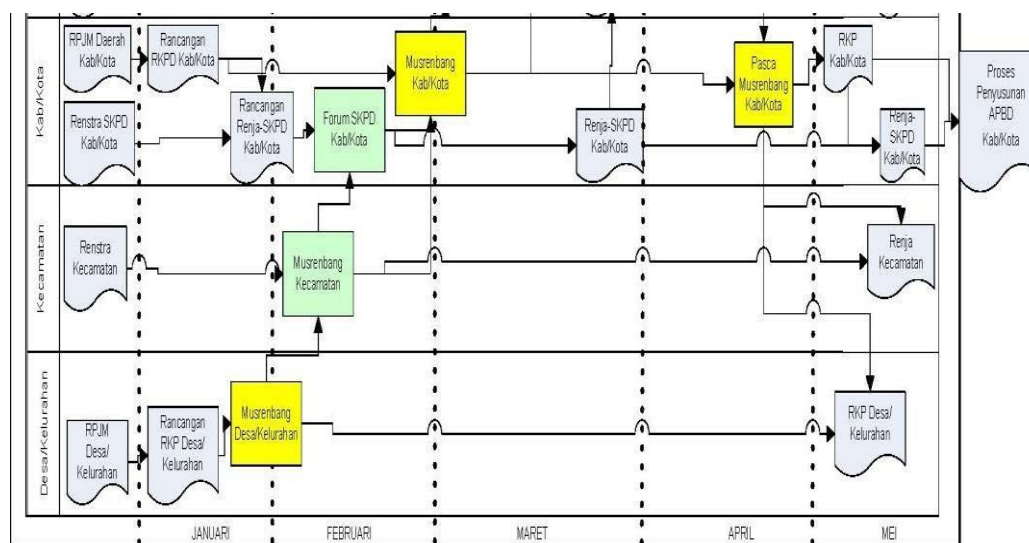 Kab/Kota
RPJM Daerah
Kab/Kota
Rancangan
RKPD Kab/Kota
Musrenbang
Kab/Kota
Pasca
Musrenbang
Kab/Kota
RKP
Kab/Kota
Proses
Penyusunan
APBD
Kab/Kota
Renstra SKPD
Kab/Kota
Rancangan
Renja-SKPD
Kab/Kota
Forum SKPD
Kab/Kota
Renja-SKPD
Kab/Kota
Renja-
SKPD
Kab/Kota
Kecamatan
Renstra
Kecamatan
Musrenbang
Kecamatan
Renja
Kecamatan
Desa/Kelurahan
RPJM
Desa/
Kelurahan
Rancangan
RKP Desa/
Kelurahan
Musrenbang
Desa/Kelurahan
RKP Desa/
Kelurahan
JANUARI
FEBRUARI
MARET
APRIL
MEI